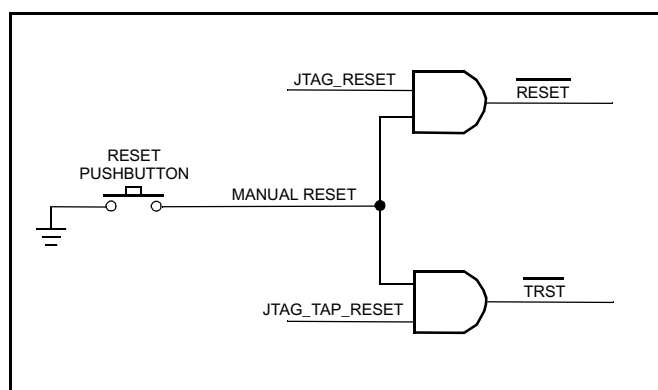 JTAG_RESET
RESET
RESET
PUSHBUTTON
MANUAL RESET
JTAG_TAP_RESET
TRST